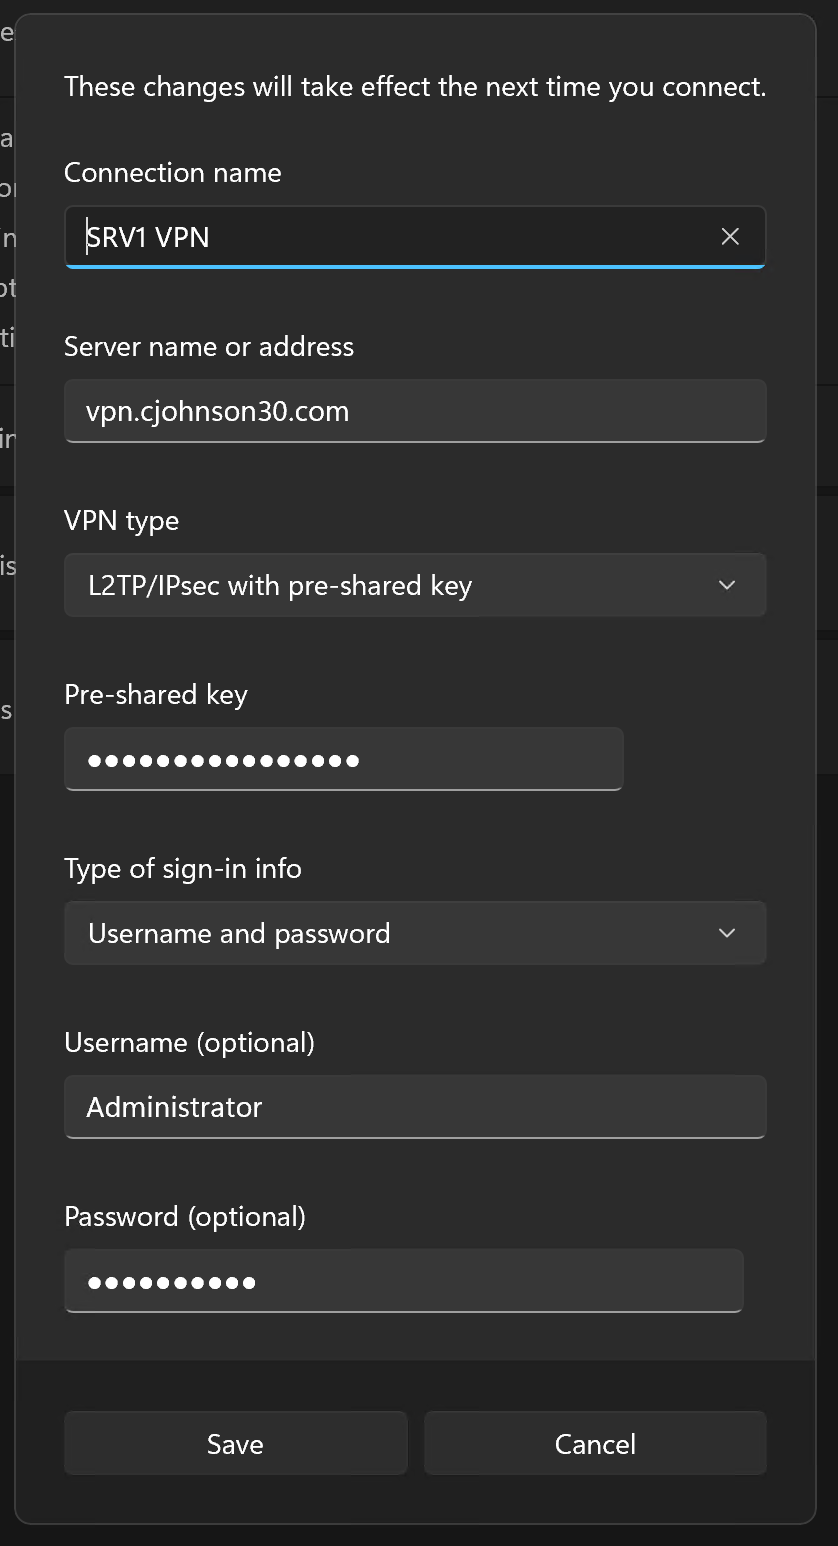 These changes will take effect the next time you connect.
Connection name
SRV1 VPN
Server name or address
vpn.cjohnson30.com
VPN type
L2TP/IPsec with pre-shared key
Pre-shared key
●●●●●●●●●●●●●●●●
Type of sign-in info
Username and password
Username (optional)
Administrator
Password (optional)
●●●●●●●●●●
Save
Cancel